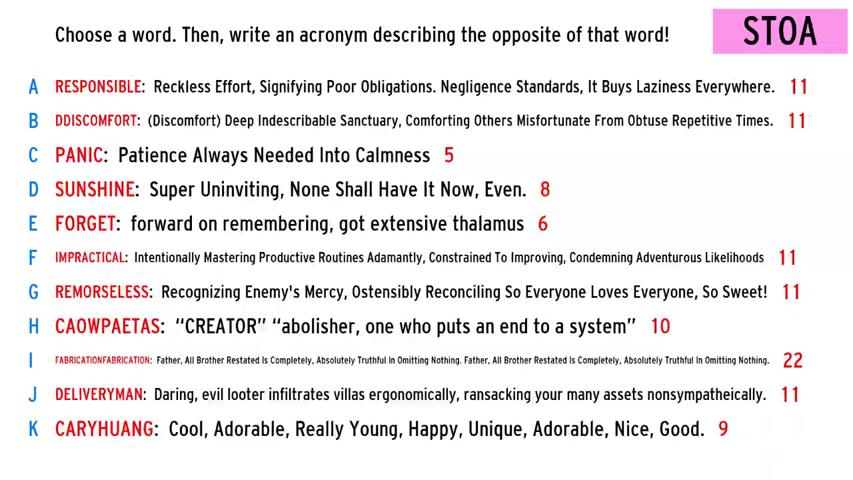 Choose a word. Then, write an acronym describing the opposite of that word!
STOA
A RESPONSIBLE: Reckless Effort, Signifying Poor Obligations. Negligence Standards, It Buys Laziness Everywhere. 11
B DDISCOMFORT: (Discomfort) Deep Indescribable Sanctuary, Comforting Others Misfortunate From Obtuse Repetitive Times. 11
C PANIC: Patience Always Needed Into Calmness 5
D SUNSHINE: Super Uninviting, None Shall Have It Now, Even. 8
E FORGET: forward on remembering, got extensive thalamus 6
F IMPRACTICAL: Intentionally Mastering Productive Routines Adamantly, Constrained To Improving, Condemning Adventurous Likelihoods 11
G REMORSELESS: Recognizing Enemy's Mercy, Ostensibly Reconciling So Everyone Loves Everyone, So Sweet! 11
H CAOWPAETAS: “CREATOR” “abolisher, one who puts an end to a system” 10
I FABRICATIONFABRICATION: Father, All Brother Restated Is Completely, Absolutely Truthful In Omitting Nothing. Father, All Brother Restated Is Completely, Absolutely Truthful In Omitting Nothing. 22
J DELIVERYMAN: Daring, evil looter infiltrates villas ergonomically, ransacking your many assets nonsympatheically. 11
K CARYHUANG: Cool, Adorable, Really Young, Happy, Unique, Adorable, Nice, Good. 9